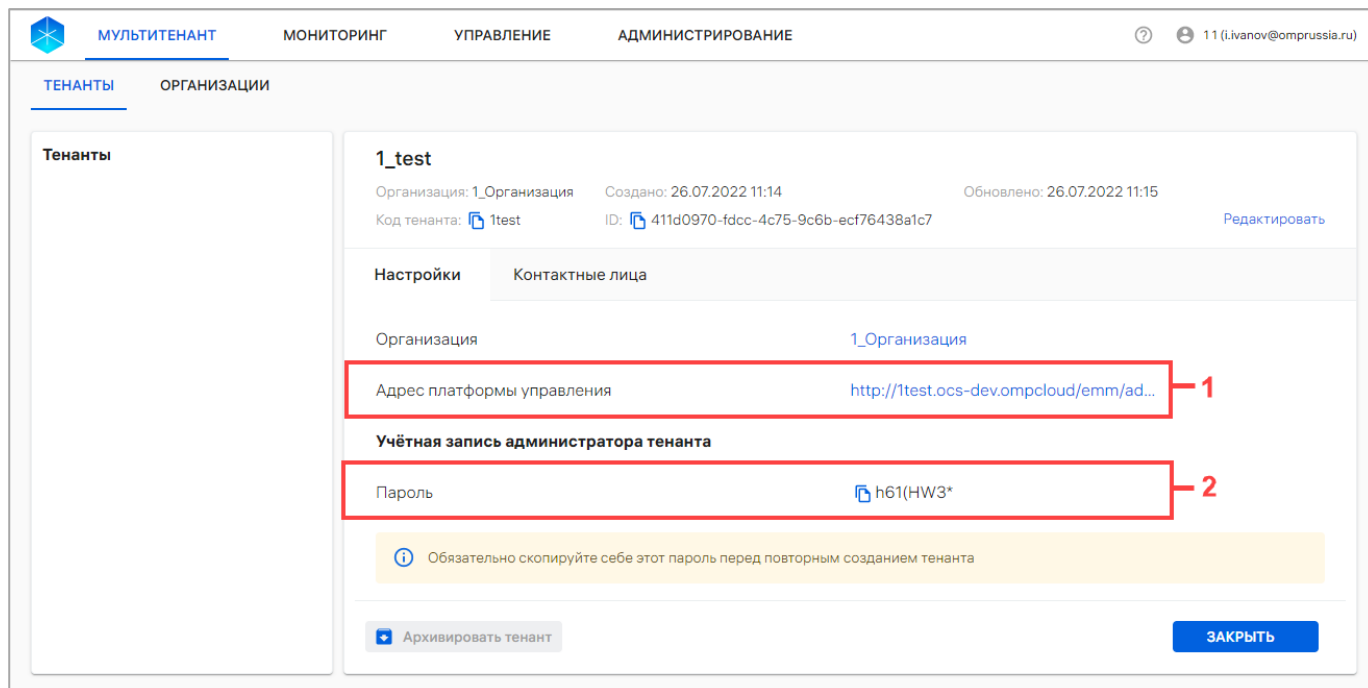 МУЛЬТИТЕНАНТ МОНИТОРИНГ УПРАВЛЕНИЕ АДМИНИСТРИРОВАНИЕ 11 (i.ivanov@omprussia.ru)
ТЕНАНТЫ ОРГАНИЗАЦИИ
Тенанты
1_test
Организация: 1_Организация Создано: 26.07.2022 11:14 Обновлено: 26.07.2022 11:15
Код тенанта: 1test ID: 411d0970-fdcc-4c75-9c6b-ecf76438a1c7 Редактировать
Настройки Контактные лица
Организация 1_Организация
Адрес платформы управления http://1test.ocs-dev.ompcloud/emm/ad... 1
Учётная запись администратора тенанта
Пароль h61(HW3* 2
Обязательно скопируйте себе этот пароль перед повторным созданием тенанта
Архивировать тенант ЗАКРЫТЬ